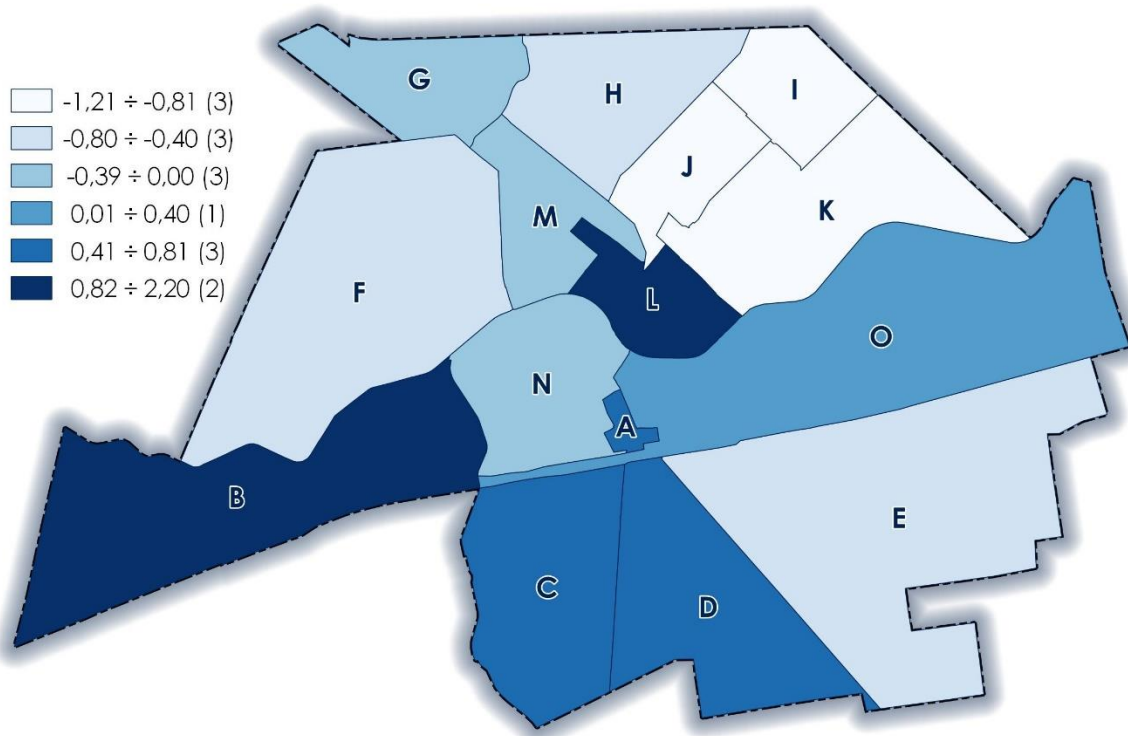 -1,21 ÷ -0,81 (3)
-0,80 ÷ -0,40 (3)
-0,39 ÷ 0,00 (3)
0,01 ÷ 0,40 (1)
0,41 ÷ 0,81 (3)
0,82 ÷ 2,20 (2)
G
H
I
J
K
M
F
L
O
N
A
B
E
C
D